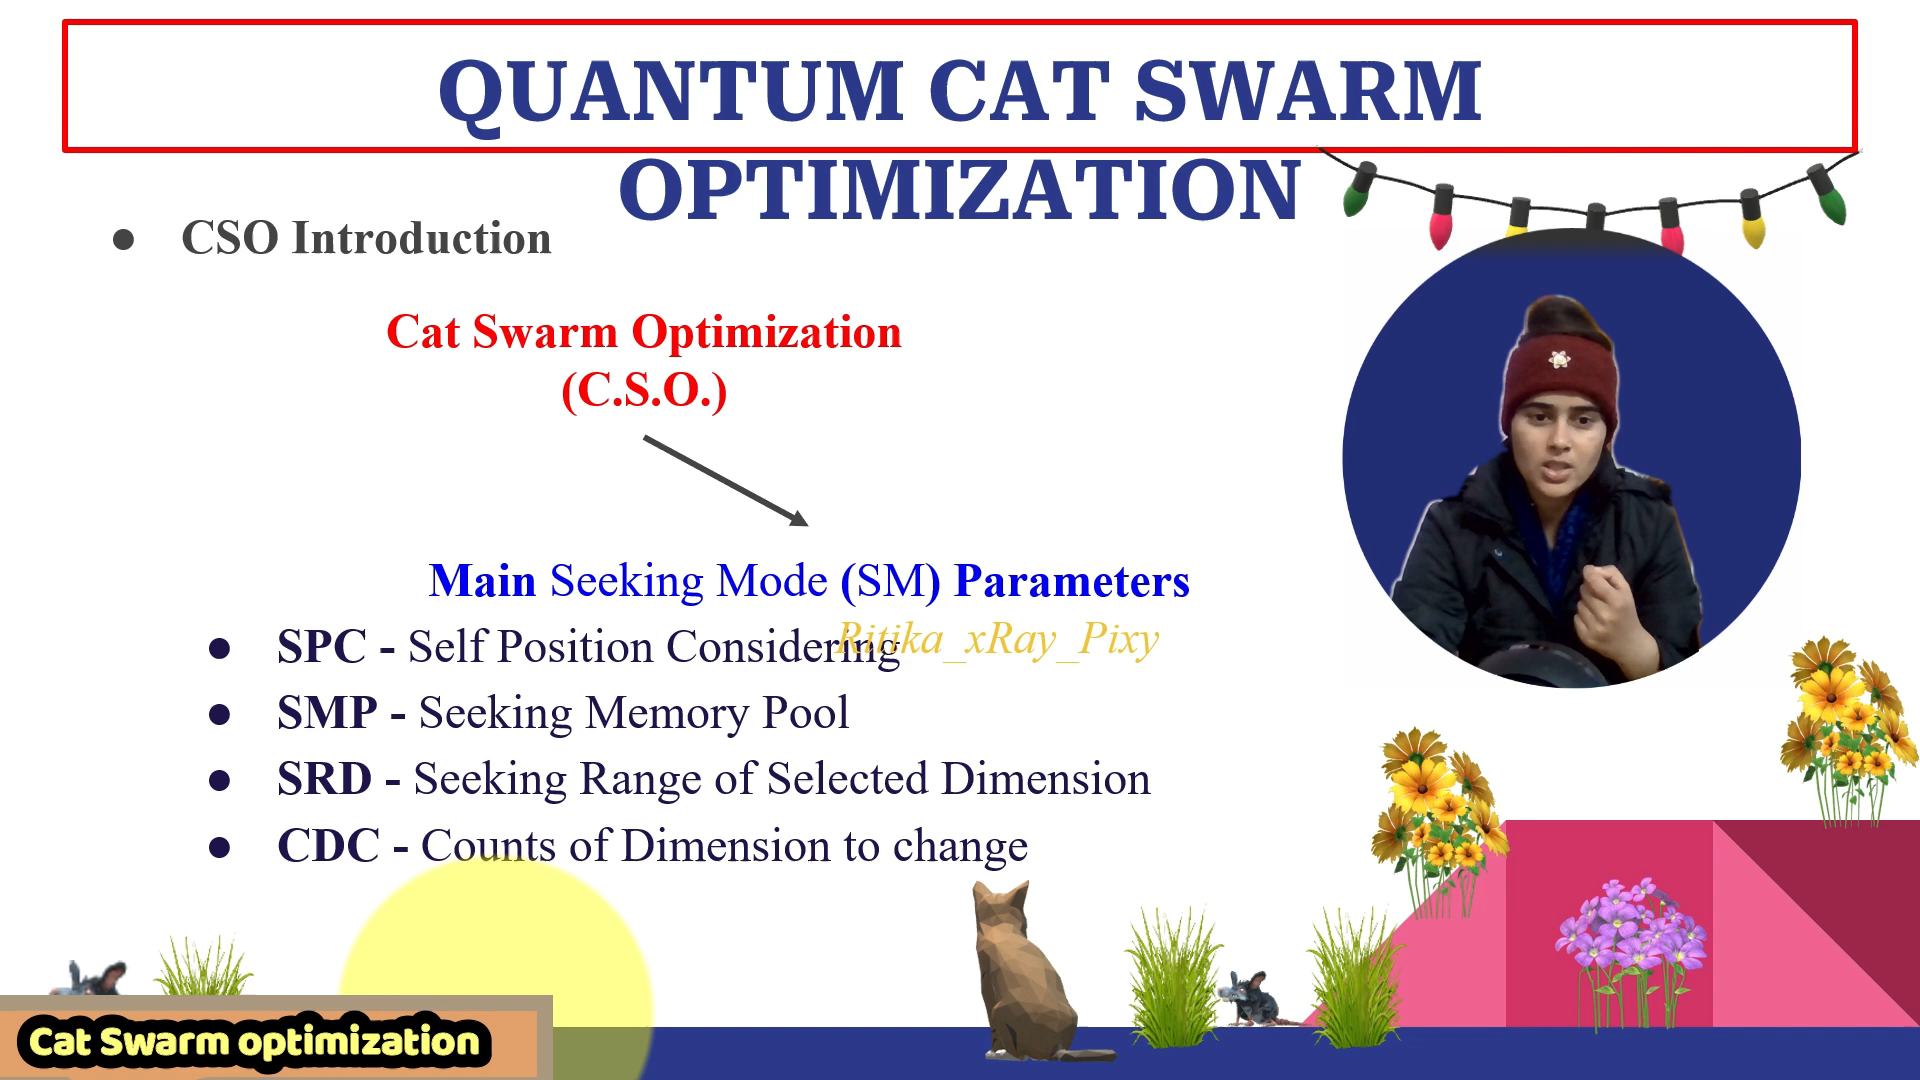 QUANTUM CAT SWARM
OPTIMIZATION
● CSO Introduction
Cat Swarm Optimization
(C.S.O.)
Main Seeking Mode (SM) Parameters
● SPC - Self Position Considering
Ritika_xRay_Pixy
● SMP - Seeking Memory Pool
● SRD - Seeking Range of Selected Dimension
● CDC - Counts of Dimension to change
Cat Swarm optimization